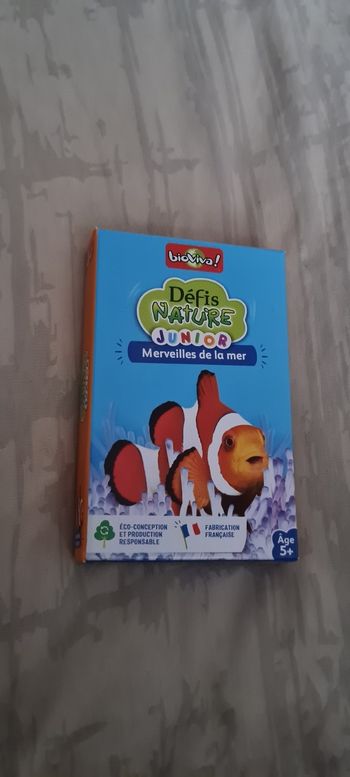 bioviva!
Défis
NATURE
JUNIOR
Merveilles de la mer
ÉCO-CONCEPTION
ET PRODUCTION
RESPONSABLE
FABRICATION
FRANÇAISE
Âge
5+